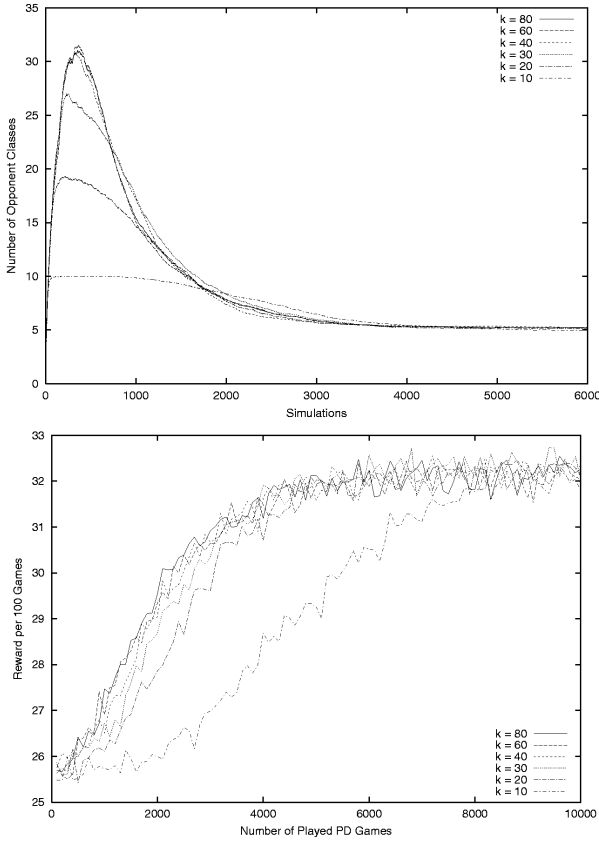 35
30
25
20
15
10
5
0
Number of Opponent Classes
k = 80
k = 60
k = 40
k = 30
k = 20
k = 10
0 1000 2000 3000 4000 5000 6000
Simulations
33
32
31
30
29
28
27
26
25
Reward per 100 Games
k = 80
k = 60
k = 40
k = 30
k = 20
k = 10
0 2000 4000 6000 8000 10000
Number of Played PD Games